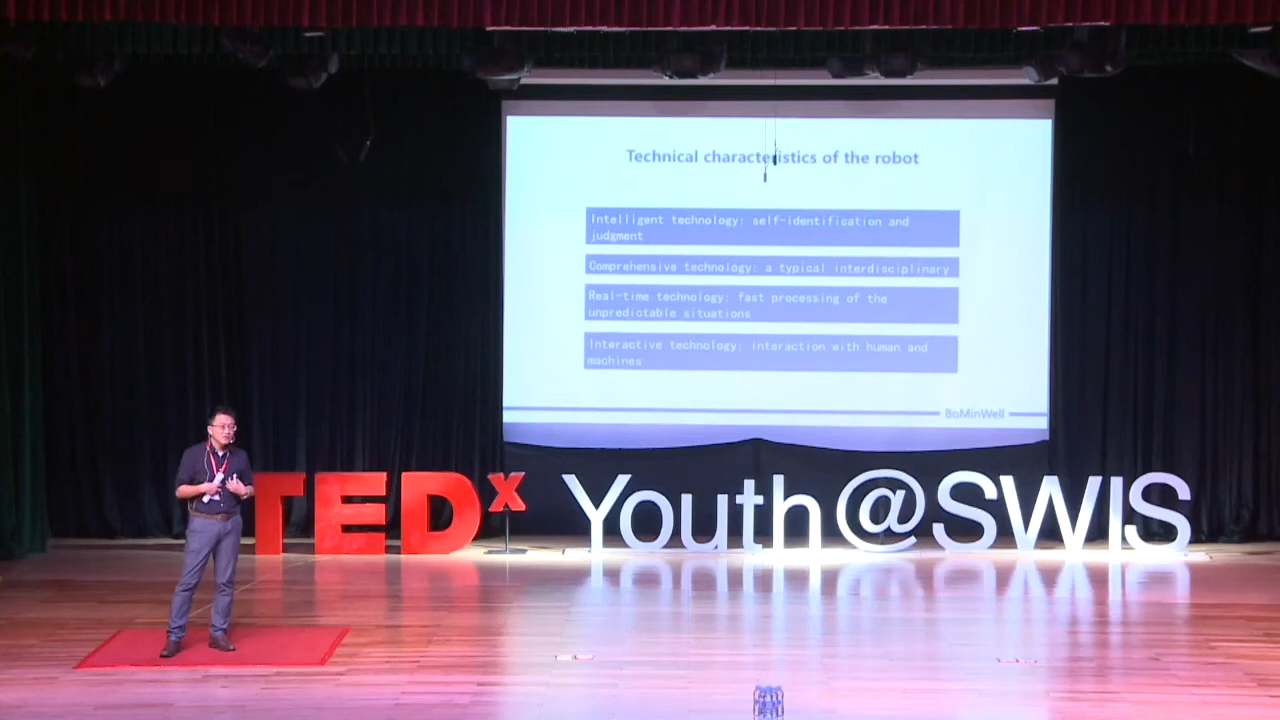 Technical characteristics of the robot
Intelligent technology: self-identification and
judgment
Comprehensive technology: a typical interdisciplinary
Real-time technology: fast processing of the
unpredictable situations
Interactive technology: interaction with human and
machines
BoMinWell
TEDx Youth@SWIS